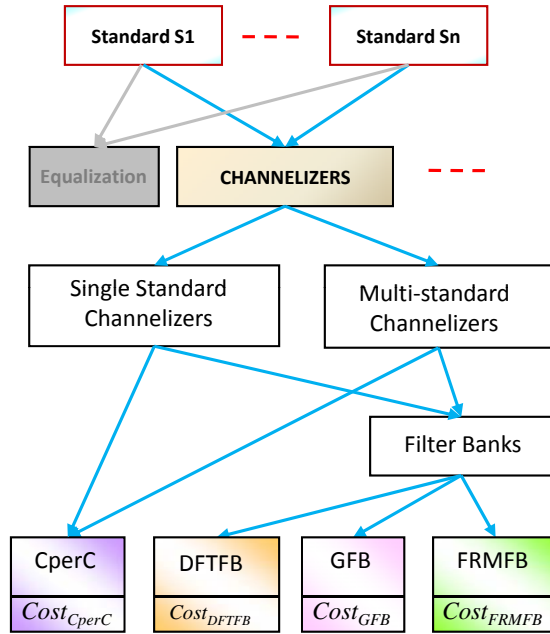 Standard S1
Standard Sn
Equalization
CHANNELIZERS
Single Standard
Channelizers
Multi-standard
Channelizers
Filter Banks
CperC
DFTFB
GFB
FRMFB
Cost_CperC
Cost_DFTFB
Cost_GFB
Cost_FRMFB